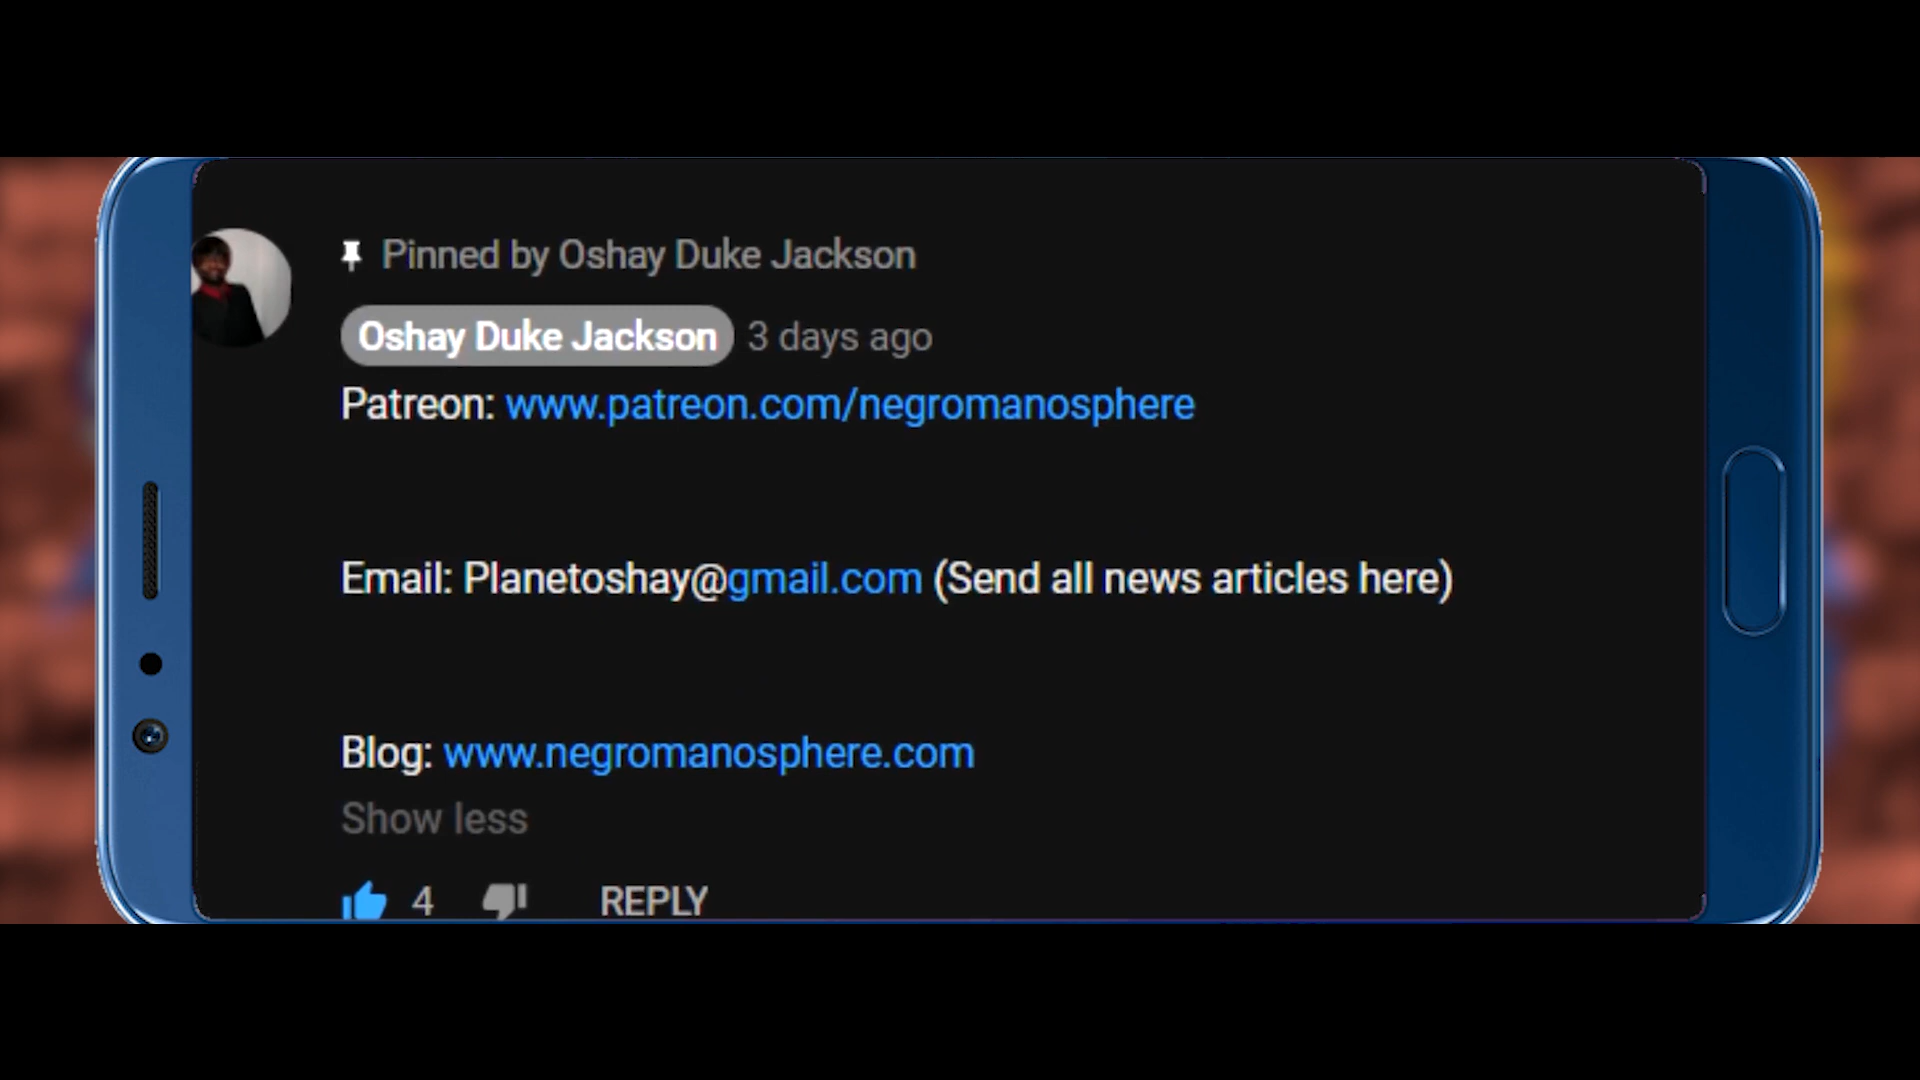 Pinned by Oshay Duke Jackson
Oshay Duke Jackson 3 days ago
Patreon: www.patreon.com/negromanosphere
Email: Planetoshay@gmail.com (Send all news articles here)
Blog: www.negromanosphere.com
Show less
4 REPLY